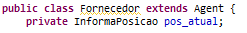 public class Fornecedor extends Agent {
    private InformaPosicao pos_atual;